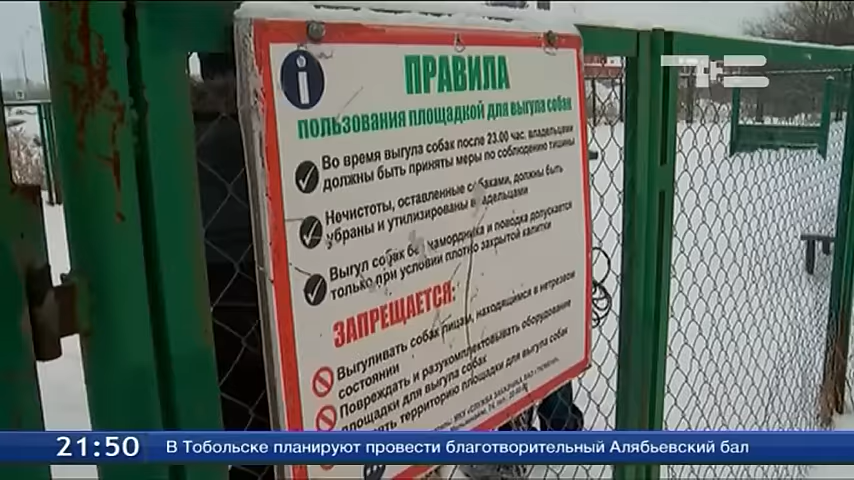 i
ПРАВИЛА
пользования площадкой для выгула собак
Во время выгула собак после 23.00 час. владельцами
должны быть приняты меры по соблюдению тишины
Нечистоты, оставленные собаками, должны быть
убраны и утилизированы владельцами
Выгул собак без намордника и поводка допускается
только при условии плотно закрытой калитки
ЗАПРЕЩАЕТСЯ:
Выгуливать собак лицам, находящимся в нетрезвом
состоянии
Повреждать и разукомплектовывать оборудование
площадки для выгула собак
территорию площадки для выгула собак
21:50 В Тобольске планируют провести благотворительный Алябьевский бал